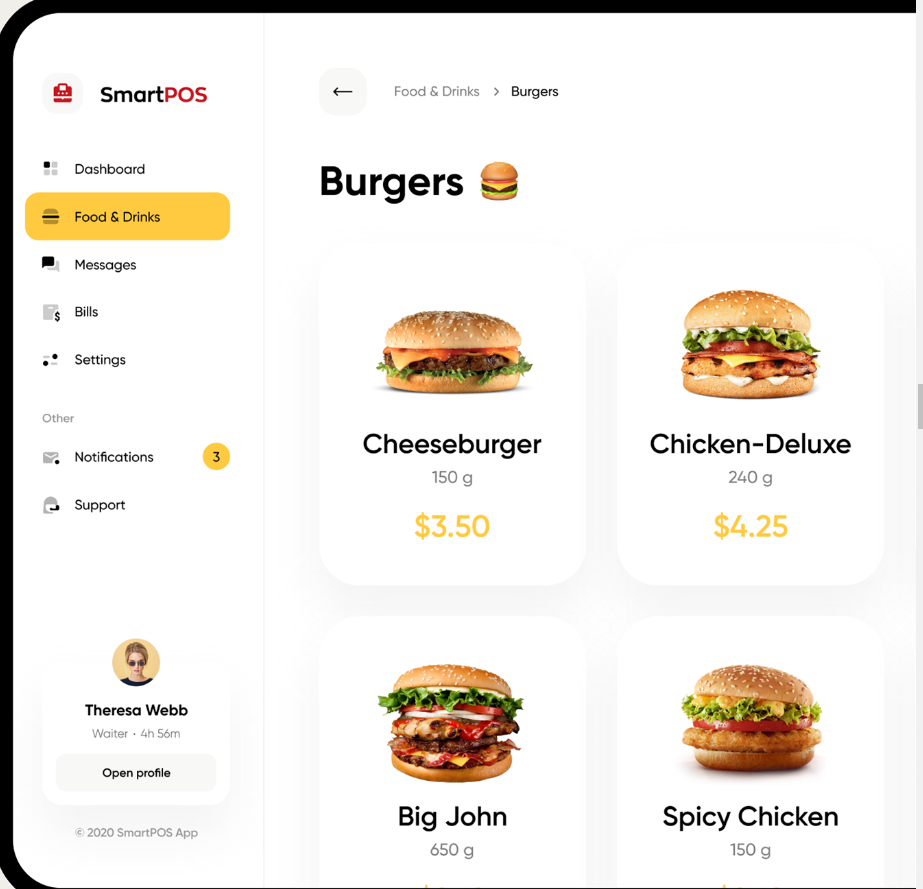 SmartPOS
Dashboard
Food & Drinks
Messages
Bills
Settings
Other
Notifications 3
Support
Theresa Webb
Waiter • 4h 56m
Open profile
© 2020 SmartPOS App
← Food & Drinks > Burgers
Burgers
Cheeseburger
150 g
$3.50
Chicken-Deluxe
240 g
$4.25
Big John
650 g
Spicy Chicken
150 g